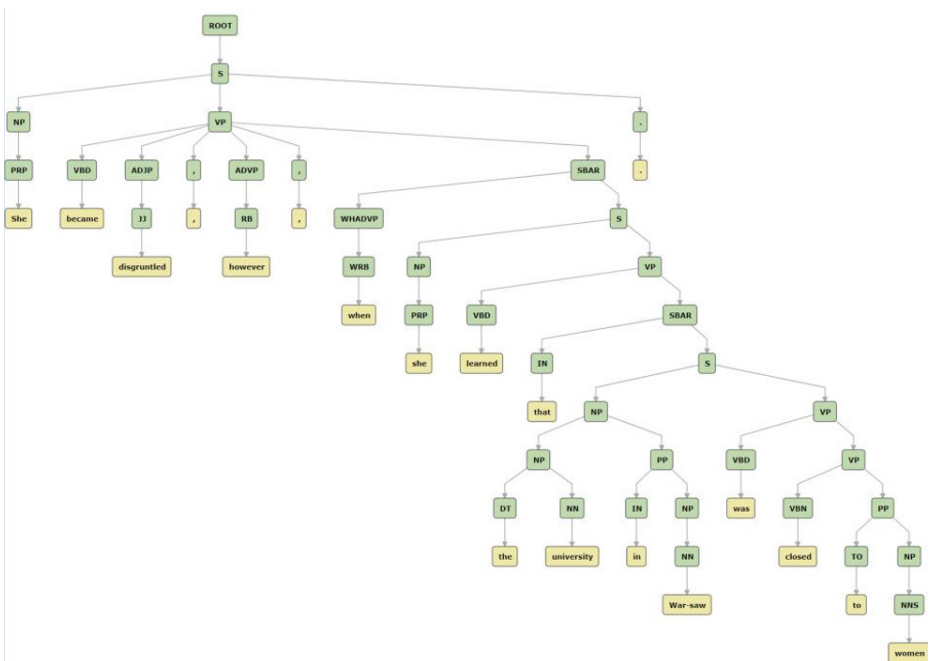 ROOT
S
NP VP .
PRP VBD ADJP , ADVP , SBAR .
She became JJ , RB , WHADVP S
disgruntled however NP WRB VP
when PRP VBD SBAR
she learned IN S
that NP VP
NP PP VBD VP
DT NN IN NP was VBN PP
the university in NN closed TO NP
War-saw to NNS
women